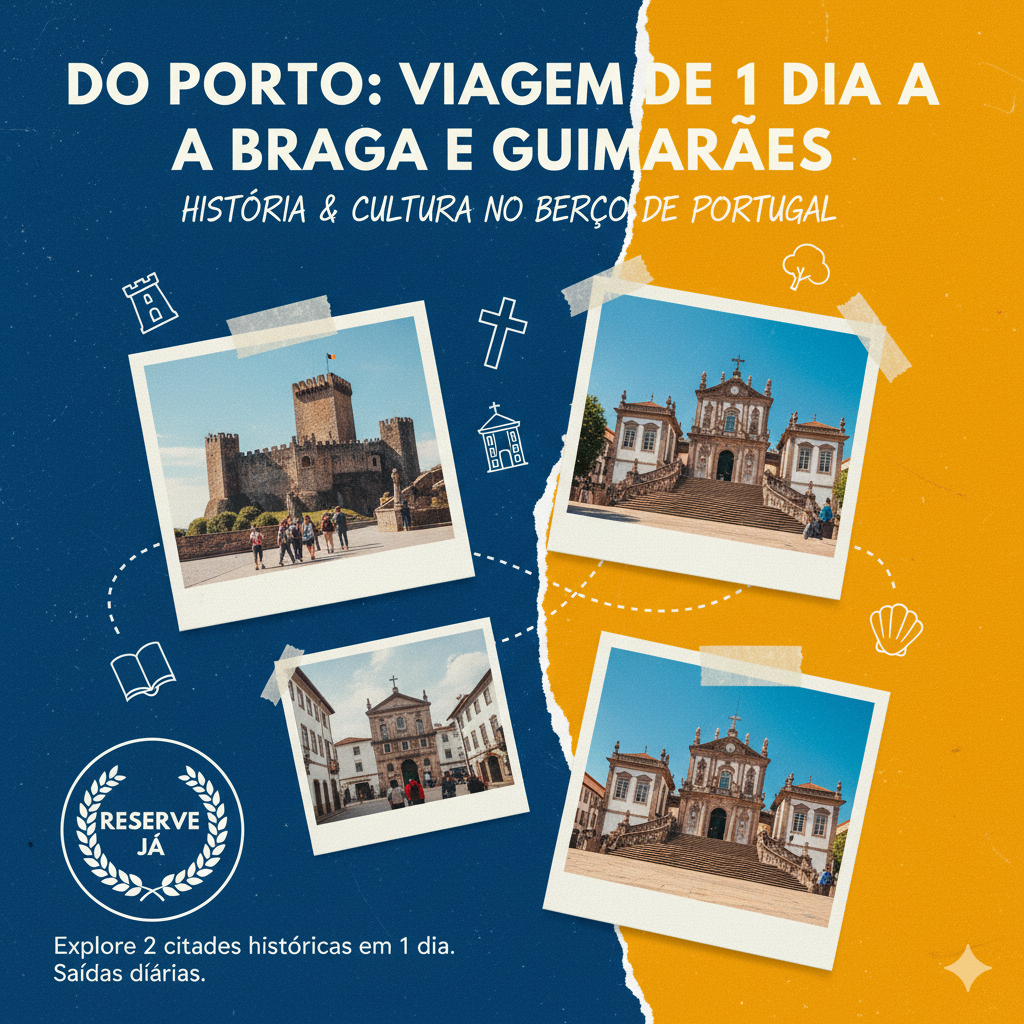 DO PORTO: VIAGEM DE 1 DIA A
A BRAGA E GUIMARÃES
HISTÓRIA & CULTURA NO BERÇO DE PORTUGAL
RESERVE
JÁ
Explore 2 citades históricas em 1 dia.
Saídas díárias.